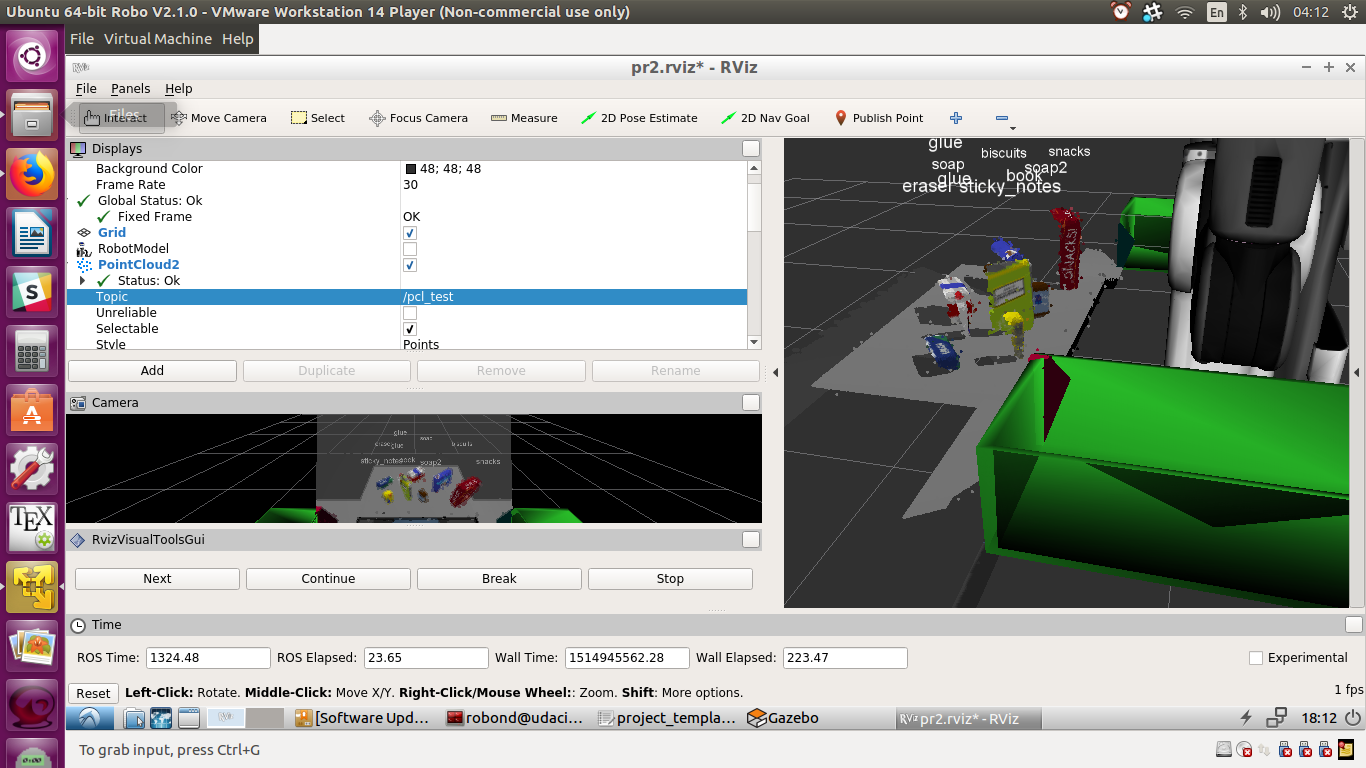 Ubuntu 64-bit Robo V2.1.0 - VMware Workstation 14 Player (Non-commercial use only)
En
04:12
File Virtual Machine Help
RViz
pr2.rviz* - RViz
File Panels Help
Files
Interact Move Camera Select Focus Camera Measure 2D Pose Estimate 2D Nav Goal Publish Point
Displays
Background Color 48; 48; 48
Frame Rate 30
Global Status: Ok
Fixed Frame OK
Grid
RobotModel
PointCloud2
Status: Ok
Topic /pcl_test
Unreliable
Selectable
Style Points
Add Duplicate Remove Rename
Camera
glue
soap
biscuits
glue
sticky_notes
soap2
snacks
RvizVisualToolsGui
Next Continue Break Stop
glue
biscuits snacks
soap soap2
glue book
eraser sticky_notes
SNACKS!
Time
ROS Time: 1324.48 ROS Elapsed: 23.65 Wall Time: 1514945562.28 Wall Elapsed: 223.47 Experimental
Reset Left-Click: Rotate. Middle-Click: Move X/Y. Right-Click/Mouse Wheel:: Zoom. Shift: More options. 1 fps
[Software Upd... robond@udaci... project_templa... Gazebo RViz pr2.rviz* - RViz 18:12
To grab input, press Ctrl+G
S
A
TEX
0:00